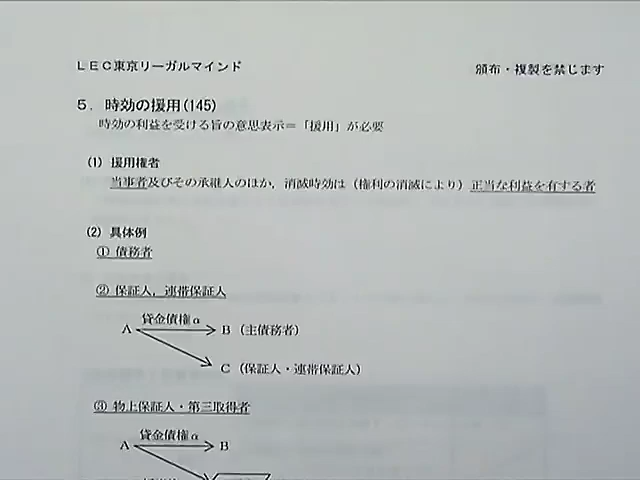 LEC東京リーガルマインド
頒布・複製を禁じます
5．時効の援用(145)
時効の利益を受ける旨の意思表示＝「援用」が必要
(1) 援用権者
当事者及びその承継人のほか，消滅時効は（権利の消滅により）正当な利益を有する者
(2) 具体例
① 債務者
② 保証人，連帯保証人
貸金債権α
A B（主債務者）
C（保証人・連帯保証人）
③ 物上保証人・第三取得者
貸金債権α
A B